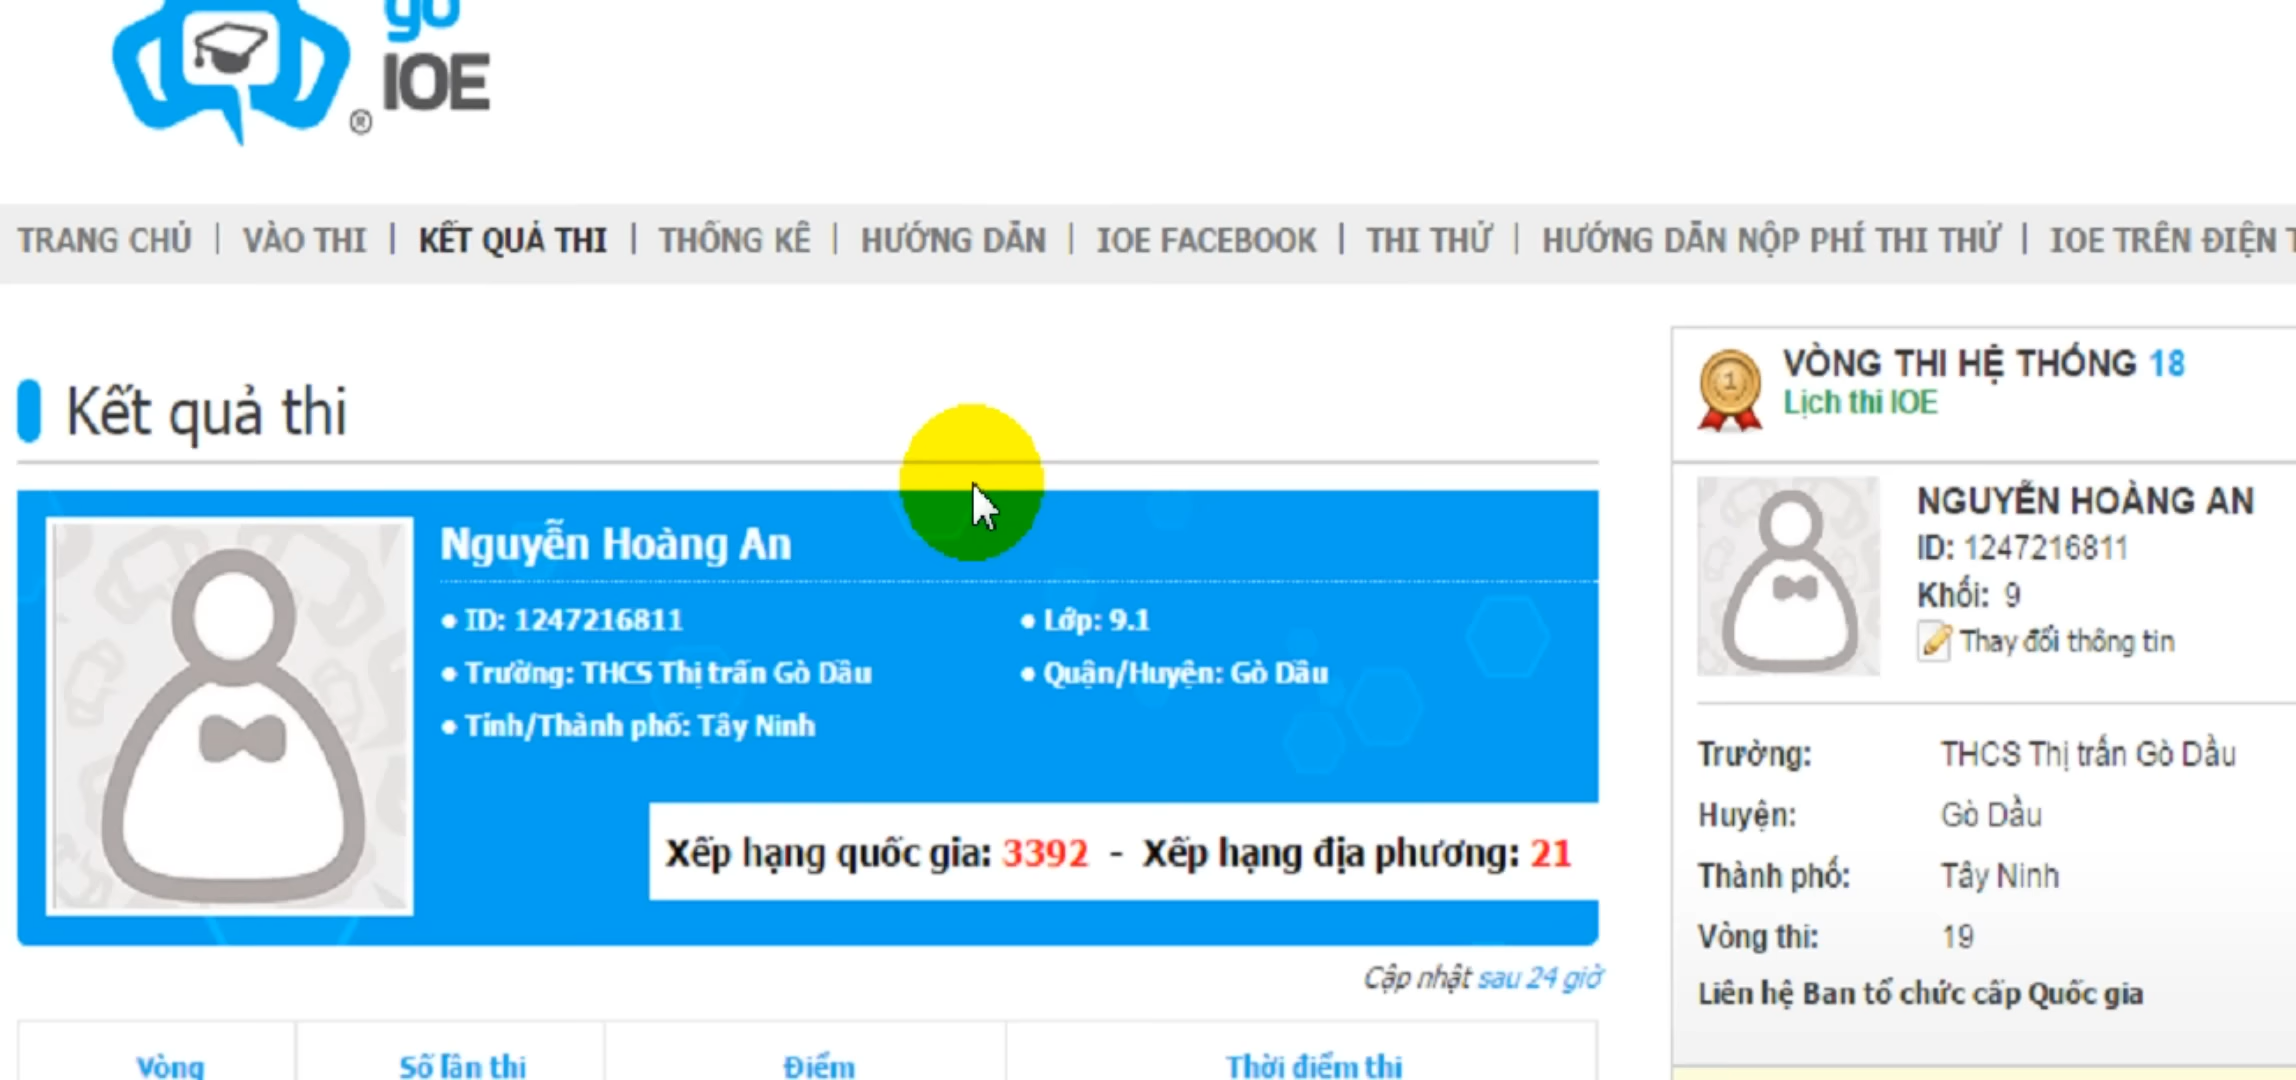 go
IOE
®
TRANG CHỦ | VÀO THI | KẾT QUẢ THI | THỐNG KÊ | HƯỚNG DẪN | IOE FACEBOOK | THI THỬ | HƯỚNG DẪN NỘP PHÍ THI THỬ | IOE TRÊN ĐIỆN
Kết quả thi
Nguyễn Hoàng An
• ID: 1247216811
• Lớp: 9.1
• Trường: THCS Thị trấn Gò Dầu
• Quận/Huyện: Gò Dầu
• Tỉnh/Thành phố: Tây Ninh
Xếp hạng quốc gia: 3392 - Xếp hạng địa phương: 21
Cập nhật sau 24 giờ
Vòng Số lần thi Điểm Thời điểm thi
1
VÒNG THI HỆ THỐNG 18
Lịch thi IOE
NGUYỄN HOÀNG AN
ID: 1247216811
Khối: 9
Thay đổi thông tin
Trường: THCS Thị trấn Gò Dầu
Huyện: Gò Dầu
Thành phố: Tây Ninh
Vòng thi: 19
Liên hệ Ban tổ chức cấp Quốc gia